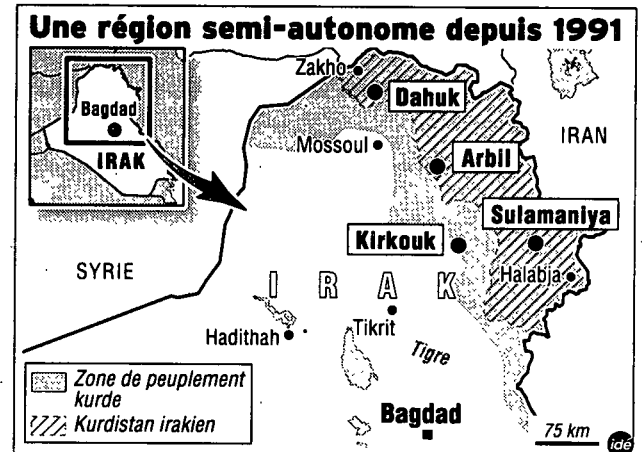 Une région semi-autonome depuis 1991
Zakho
Dahuk
Bagdad
IRAK
Mossoul
IRAN
Arbil
Sulamaniya
Kirkouk
SYRIE
Halabja
IRAK
Hadithah
Tikrit
Tigre
Zone de peuplement
kurde
Kurdistan irakien
Bagdad
75 km
idé